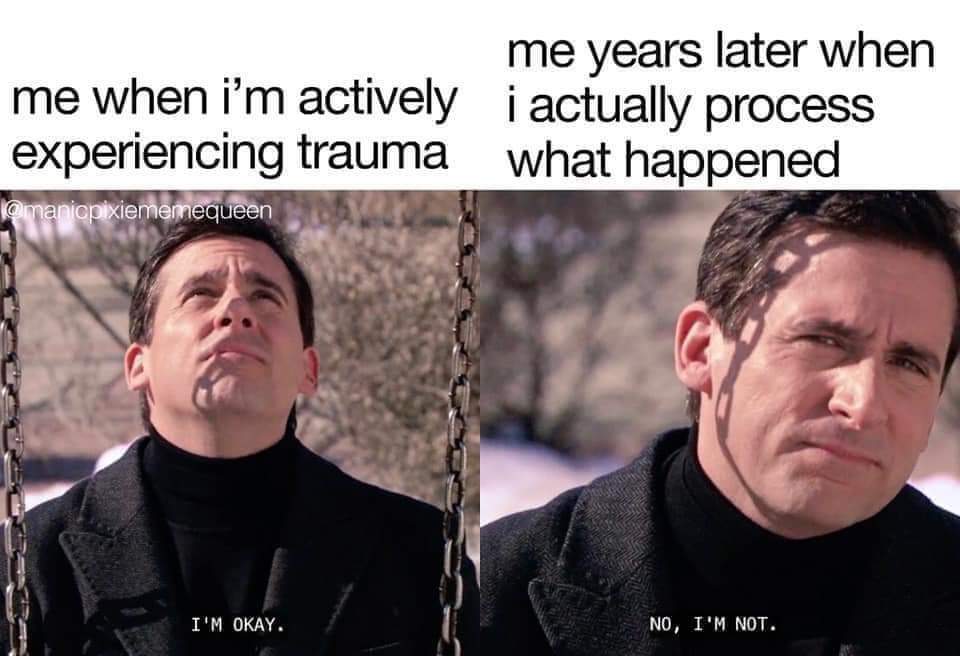 me when i'm actively
experiencing trauma
me years later when
i actually process
what happened
@manicpixiememequeen
I'M OKAY.
NO, I'M NOT.